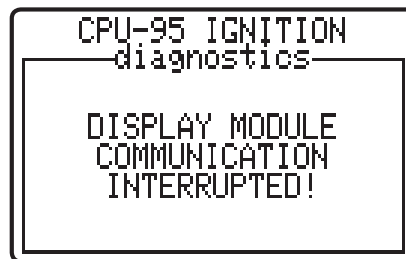 CPU-95 IGNITION
diagnostics
DISPLAY MODULE
COMMUNICATION
INTERRUPTED!